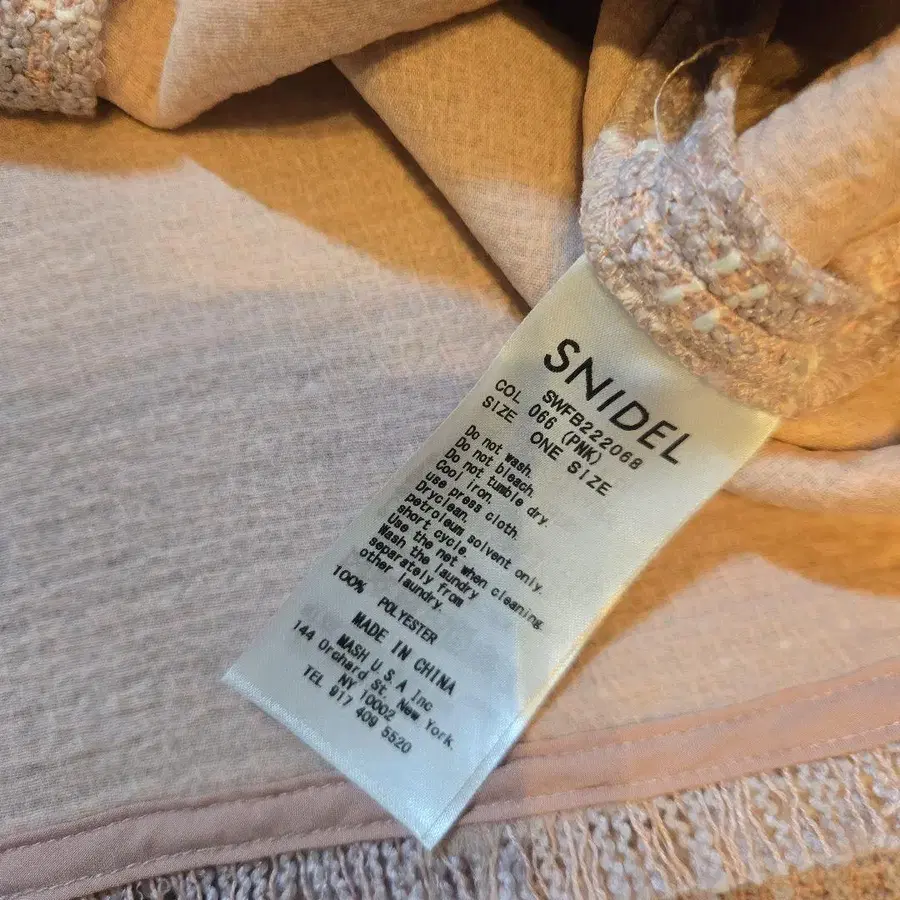 SNIDEL
SWFB222068
COL 066 (PNK)
SIZE ONE SIZE
Do not wash.
Do not bleach.
Do not tumble dry.
Cool iron.
use press cloth.
Dryclean,
petroleum solvent only.
short cycle.
Use the net when cleaning.
Wash the laundry
separately from
other laundry.
100% POLYESTER
MADE IN CHINA
MASH U.S.A Inc
144 Orchard St. New York.
NY 10002
TEL 917 409 5520